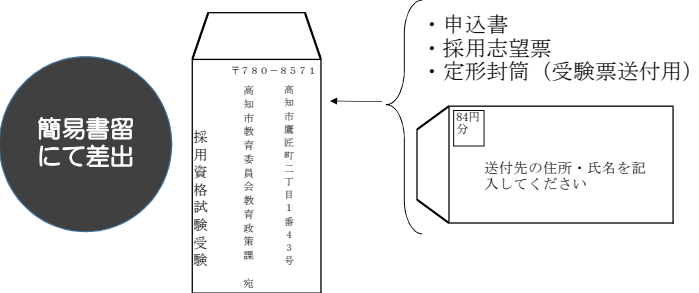 簡易書留
にて差出
〒780-8571
高知市鷹匠町二丁目1番43号
高知市教育委員会教育政策課 宛
採用資格試験受験
・申込書
・採用志望票
・定形封筒（受験票送付用）
84円
分
送付先の住所・氏名を記
入してください